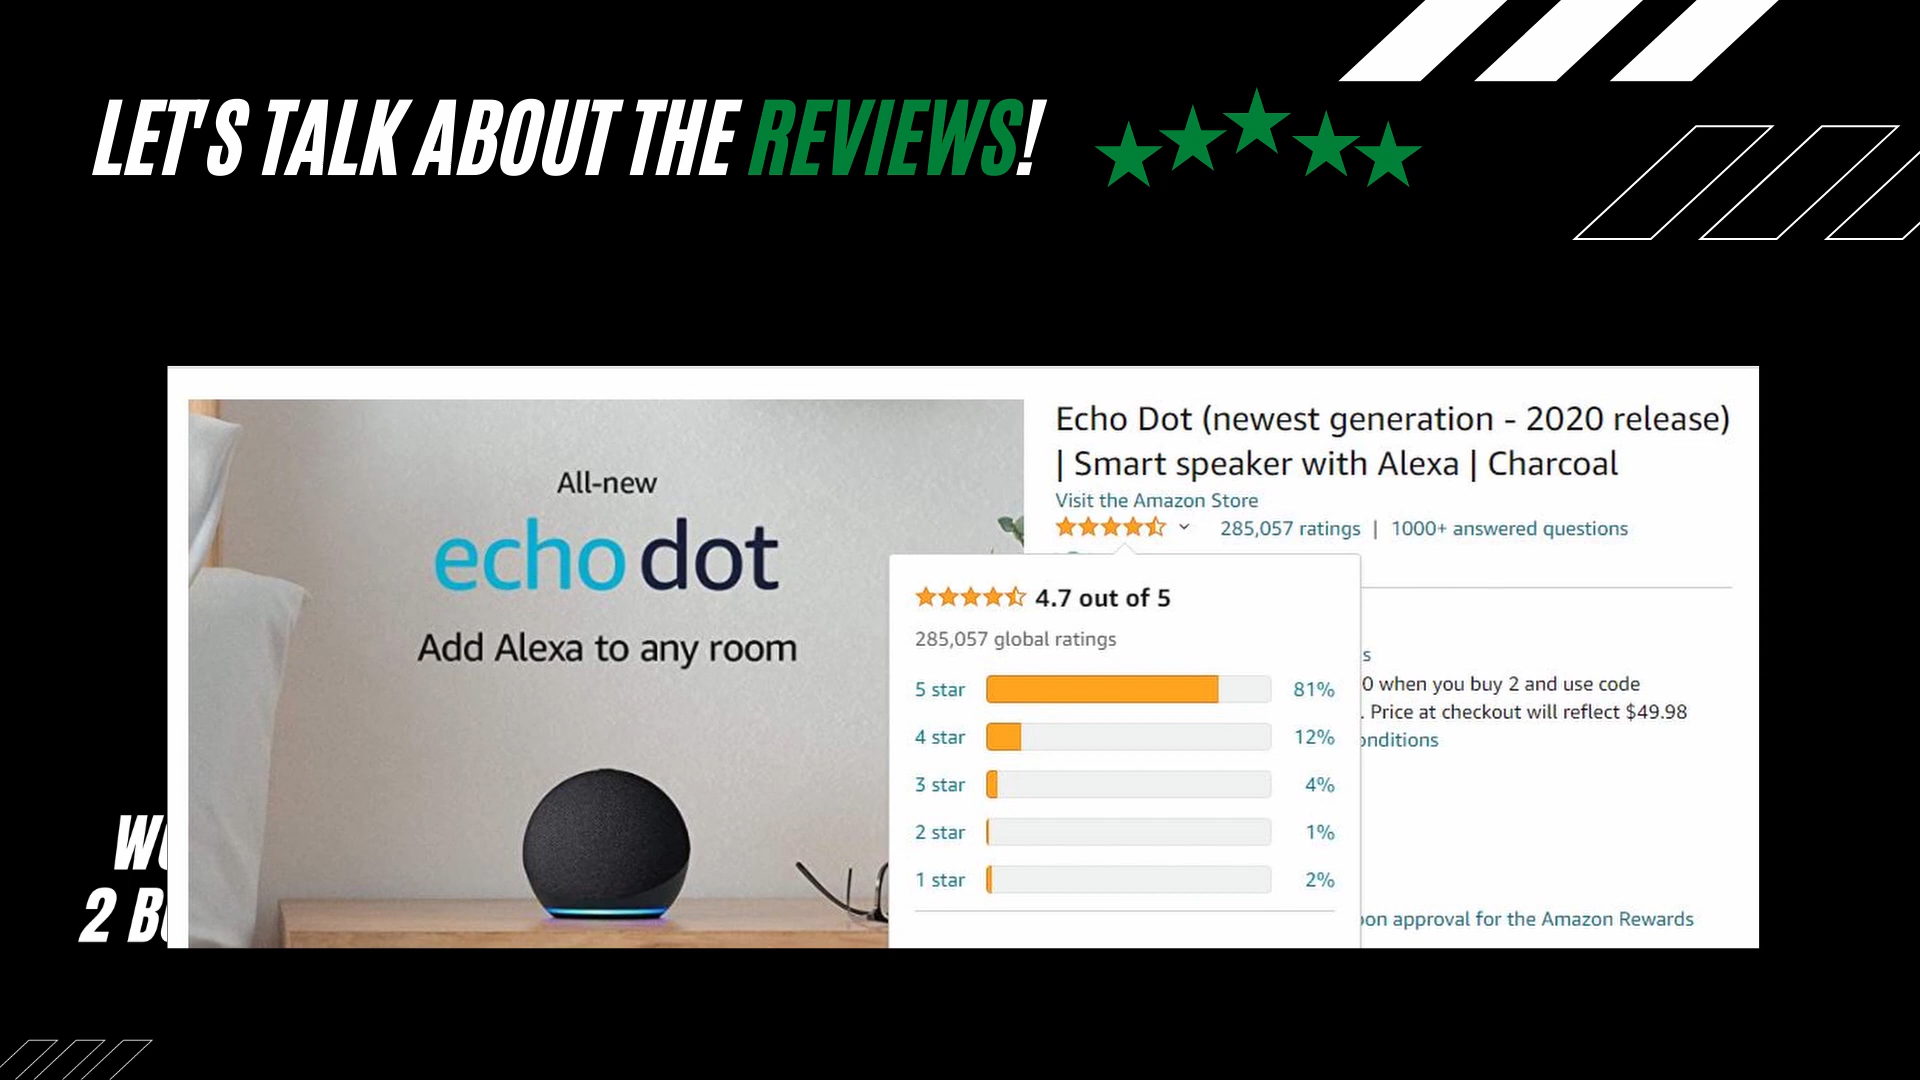 LET'S TALK ABOUT THE REVIEWS!
All-new
echo dot
Add Alexa to any room
Echo Dot (newest generation - 2020 release)
| Smart speaker with Alexa | Charcoal
Visit the Amazon Store
285,057 ratings | 1000+ answered questions
4.7 out of 5
285,057 global ratings
5 star 81%
4 star 12%
3 star 4%
2 star 1%
1 star 2%
0 when you buy 2 and use code
. Price at checkout will reflect $49.98
approval for the Amazon Rewards
2